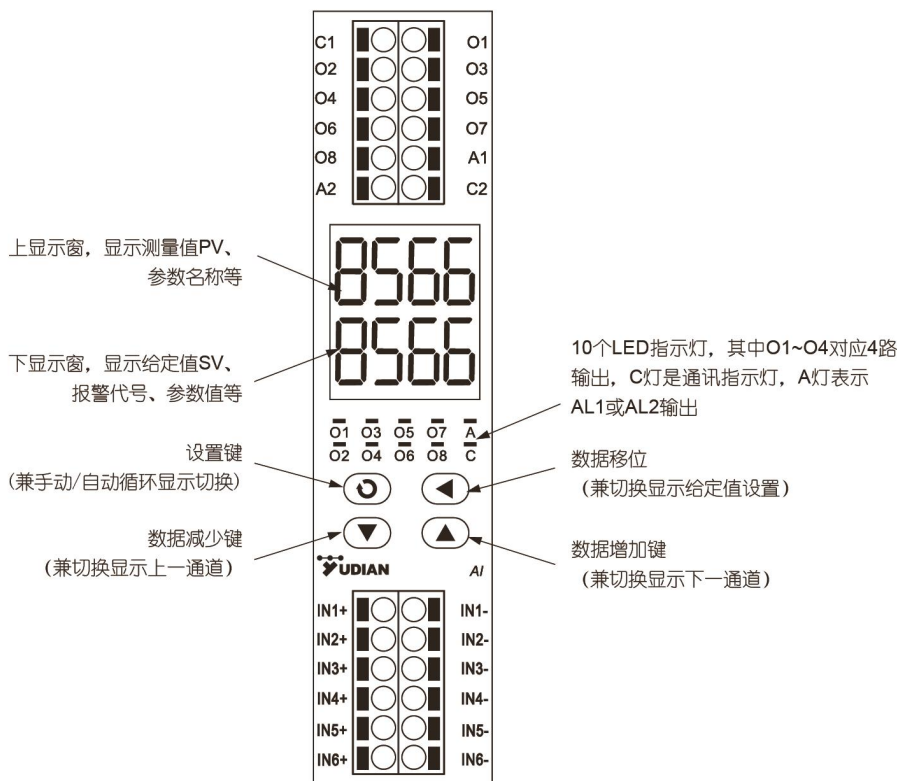 C1 O1
O2 O3
O4 O5
O6 O7
O8 A1
A2 C2
8566
上显示窗，显示测量值PV、
参数名称等
8566
下显示窗，显示给定值SV、
报警代号、参数值等
10个LED指示灯，其中O1~O4对应4路
输出，C灯是通讯指示灯，A灯表示
AL1或AL2输出
O1 O3 O5 O7 A
O2 O4 O6 O8 C
设置键
(兼手动/自动循环显示切换)
数据移位
（兼切换显示给定值设置）
数据减少键
（兼切换显示上一通道）
数据增加键
（兼切换显示下一通道）
YUDIAN AI
IN1+ IN1-
IN2+ IN2-
IN3+ IN3-
IN4+ IN4-
IN5+ IN5-
IN6+ IN6-